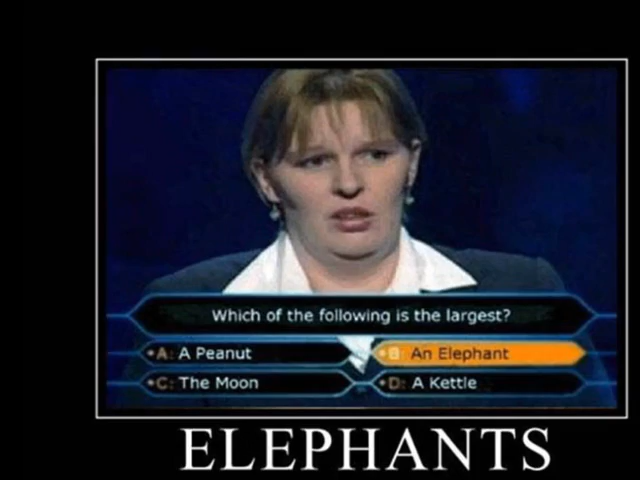 Which of the following is the largest?
A: A Peanut
B: An Elephant
C: The Moon
D: A Kettle
ELEPHANTS